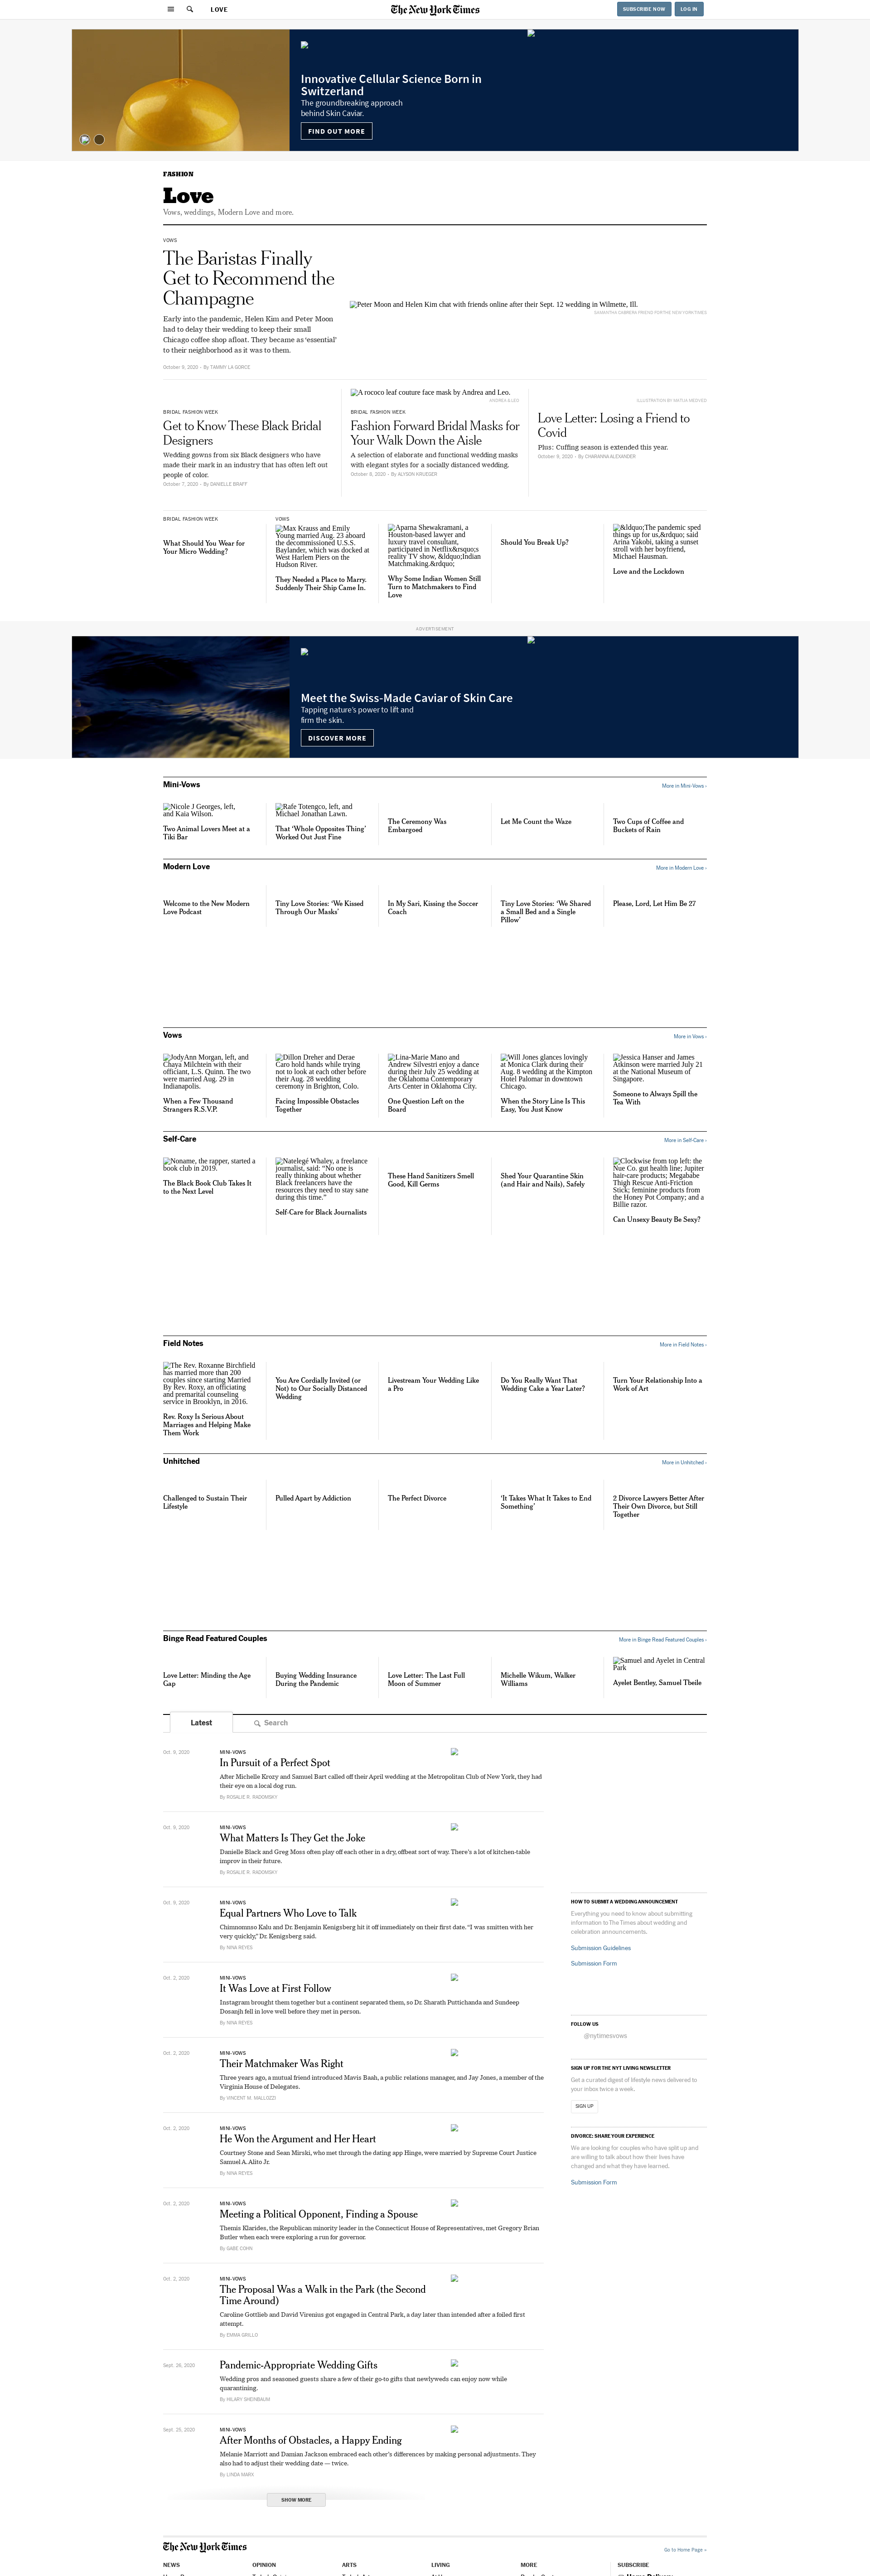 LOVE
The New York Times
SUBSCRIBE NOW
LOG IN
Innovative Cellular Science Born in
Switzerland
The groundbreaking approach
behind Skin Caviar.
FIND OUT MORE
FASHION
Love
Vows, weddings, Modern Love and more.
VOWS
The Baristas Finally
Get to Recommend the
Champagne
Early into the pandemic, Helen Kim and Peter Moon
had to delay their wedding to keep their small
Chicago coffee shop afloat. They became as ‘essential’
to their neighborhood as it was to them.
October 9, 2020 - By TAMMY LA GORCE
Peter Moon and Helen Kim chat with friends online after their Sept. 12 wedding in Wilmette, Ill.
BRIDAL FASHION WEEK
Get to Know These Black Bridal
Designers
Wedding gowns from six Black designers who have
made their mark in an industry that has often left out
people of color.
October 7, 2020 - By DANIELLE BRAFF
A rococo leaf couture face mask by Andrea and Leo.
ANDREA & LEO
BRIDAL FASHION WEEK
Fashion Forward Bridal Masks for
Your Walk Down the Aisle
A selection of elaborate and functional wedding masks
with elegant styles for a socially distanced wedding.
October 8, 2020 - By ALYSON KRUEGER
Love Letter: Losing a Friend to
Covid
Plus: Cuffing season is extended this year.
October 9, 2020 - By CHARANNA ALEXANDER
BRIDAL FASHION WEEK
What Should You Wear for
Your Micro Wedding?
VOWS
Max Krauss and Emily
Young married Aug. 23 aboard
the decommissioned U.S.S.
Baylander, which was docked at
West Harlem Piers on the
Hudson River.
They Needed a Place to Marry.
Suddenly Their Ship Came In.
Aparna Shewakramani, a
Houston-based lawyer and
luxury travel consultant,
participated in Netflix&rsquo;s
reality TV show, &ldquo;Indian
Matchmaking.&rdquo;
Why Some Indian Women Still
Turn to Matchmakers to Find
Love
Should You Break Up?
&ldquo;The pandemic sped
things up for us,&rdquo; said
Arina Yakobi, taking a sunset
stroll with her boyfriend,
Michael Hausman.
Love and the Lockdown
ADVERTISEMENT
Meet the Swiss-Made Caviar of Skin Care
Tapping nature's power to lift and
firm the skin.
DISCOVER MORE
Mini-Vows
More in Mini-Vows ›
Nicole J Georges, left,
and Kaia Wilson.
Two Animal Lovers Meet at a
Tiki Bar
Rafe Totengco, left, and
Michael Jonathan Lawn.
That ‘Whole Opposites Thing’
Worked Out Just Fine
The Ceremony Was
Embargoed
Let Me Count the Waze
Two Cups of Coffee and
Buckets of Rain
Modern Love
More in Modern Love ›
Welcome to the New Modern
Love Podcast
Tiny Love Stories: ‘We Kissed
Through Our Masks’
In My Sari, Kissing the Soccer
Coach
Tiny Love Stories: ‘We Shared
a Small Bed and a Single
Pillow’
Please, Lord, Let Him Be 27
Vows
More in Vows ›
JodyAnn Morgan, left, and
Chaya Milchtein with their
officiant, L.S. Quinn. The two
were married Aug. 29 in
Indianapolis.
When a Few Thousand
Strangers R.S.V.P.
Dillon Dreher and Derae
Caro hold hands while trying
not to look at each other before
their Aug. 28 wedding
ceremony in Brighton, Colo.
Facing Impossible Obstacles
Together
Lina-Marie Mano and
Andrew Silvestri enjoy a dance
during their July 25 wedding at
the Oklahoma Contemporary
Arts Center in Oklahoma City.
One Question Left on the
Board
Will Jones glances lovingly
at Monica Clark during their
Aug. 8 wedding at the Kimpton
Hotel Palomar in downtown
Chicago.
When the Story Line Is This
Easy, You Just Know
Jessica Hanser and James
Atkinson were married July 21
at the National Museum of
Singapore.
Someone to Always Spill the
Tea With
Self-Care
More in Self-Care ›
Noname, the rapper, started a
book club in 2019.
The Black Book Club Takes It
to the Next Level
Natelegé Whaley, a freelance
journalist, said: “No one is
really thinking about whether
Black freelancers have the
resources they need to stay sane
during this time.”
Self-Care for Black Journalists
These Hand Sanitizers Smell
Good, Kill Germs
Shed Your Quarantine Skin
(and Hair and Nails), Safely
Clockwise from top left: the
Nue Co. gut health line; Jupiter
hair-care products; Megababe
Thigh Rescue Anti-Friction
Stick; feminine products from
the Honey Pot Company; and a
Billie razor.
Can Unsexy Beauty Be Sexy?
Field Notes
More in Field Notes ›
The Rev. Roxanne Birchfield
has married more than 200
couples since starting Married
By Rev. Roxy, an officiating
and premarital counseling
service in Brooklyn, in 2016.
Rev. Roxy Is Serious About
Marriages and Helping Make
Them Work
You Are Cordially Invited (or
Not) to Our Socially Distanced
Wedding
Livestream Your Wedding Like
a Pro
Do You Really Want That
Wedding Cake a Year Later?
Turn Your Relationship Into a
Work of Art
Unhitched
More in Unhitched ›
Challenged to Sustain Their
Lifestyle
Pulled Apart by Addiction
The Perfect Divorce
‘It Takes What It Takes to End
Something’
2 Divorce Lawyers Better After
Their Own Divorce, but Still
Together
Binge Read Featured Couples
More in Binge Read Featured Couples ›
Love Letter: Minding the Age
Gap
Buying Wedding Insurance
During the Pandemic
Love Letter: The Last Full
Moon of Summer
Michelle Wikum, Walker
Williams
Samuel and Ayelet in Central
Park
Ayelet Bentley, Samuel Tbeile
Latest
Search
Oct. 9, 2020
MINI-VOWS
In Pursuit of a Perfect Spot
After Michelle Krozy and Samuel Bart called off their April wedding at the Metropolitan Club of New York, they had
their eye on a local dog run.
By ROSALIE R. RADOMSKY
Oct. 9, 2020
MINI-VOWS
What Matters Is They Get the Joke
Danielle Black and Greg Moss often play off each other in a dry, offbeat sort of way. There’s a lot of kitchen-table
improv in their future.
By ROSALIE R. RADOMSKY
Oct. 9, 2020
MINI-VOWS
Equal Partners Who Love to Talk
Chimnomnso Kalu and Dr. Benjamin Kenigsberg hit it off immediately on their first date. “I was smitten with her
very quickly,” Dr. Kenigsberg said.
By NINA REYES
Oct. 2, 2020
MINI-VOWS
It Was Love at First Follow
Instagram brought them together but a continent separated them, so Dr. Sharath Puttichanda and Sundeep
Dosanjh fell in love well before they met in person.
By NINA REYES
Oct. 2, 2020
MINI-VOWS
Their Matchmaker Was Right
Three years ago, a mutual friend introduced Mavis Baah, a public relations manager, and Jay Jones, a member of the
Virginia House of Delegates.
By VINCENT M. MALLOZZI
Oct. 2, 2020
MINI-VOWS
He Won the Argument and Her Heart
Courtney Stone and Sean Mirski, who met through the dating app Hinge, were married by Supreme Court Justice
Samuel A. Alito Jr.
By NINA REYES
Oct. 2, 2020
MINI-VOWS
Meeting a Political Opponent, Finding a Spouse
Themis Klarides, the Republican minority leader in the Connecticut House of Representatives, met Gregory Brian
Butler when each were exploring a run for governor.
By GABE COHN
Oct. 2, 2020
MINI-VOWS
The Proposal Was a Walk in the Park (the Second
Time Around)
Caroline Gottlieb and David Virenius got engaged in Central Park, a day later than intended after a foiled first
attempt.
By EMMA GRILLO
Sept. 26, 2020
Pandemic-Appropriate Wedding Gifts
Wedding pros and seasoned guests share a few of their go-to gifts that newlyweds can enjoy now while
quarantining.
By HILARY SHEINBAUM
Sept. 25, 2020
MINI-VOWS
After Months of Obstacles, a Happy Ending
Melanie Marriott and Damian Jackson embraced each other’s differences by making personal adjustments. They
also had to adjust their wedding date — twice.
By LINDA MARX
SHOW MORE
HOW TO SUBMIT A WEDDING ANNOUNCEMENT
Everything you need to know about submitting
information to The Times about wedding and
celebration announcements.
Submission Guidelines
Submission Form
FOLLOW US
@nytimesvows
SIGN UP FOR THE NYT LIVING NEWSLETTER
Get a curated digest of lifestyle news delivered to
your inbox twice a week.
SIGN UP
DIVORCE: SHARE YOUR EXPERIENCE
We are looking for couples who have split up and
are willing to talk about how their lives have
changed and what they have learned.
Submission Form
The New York Times
Go to Home Page »
NEWS
OPINION
ARTS
LIVING
MORE
SUBSCRIBE